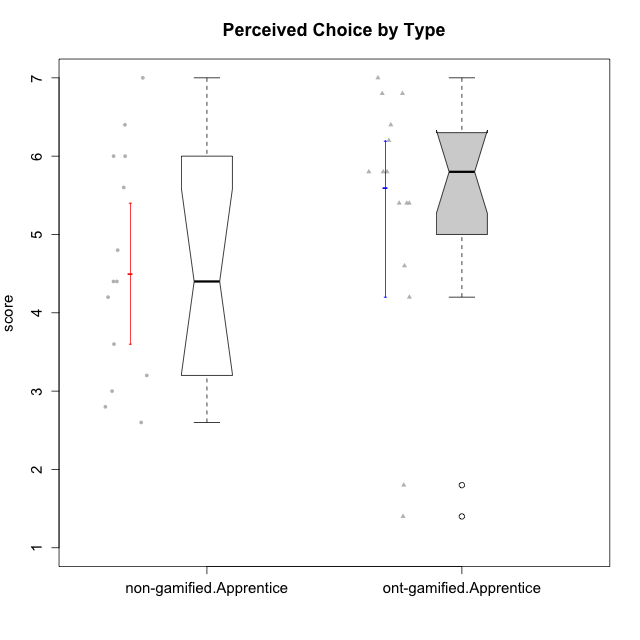 Perceived Choice by Type
score
7
6
5
4
3
2
1
non-gamified.Apprentice
ont-gamified.Apprentice